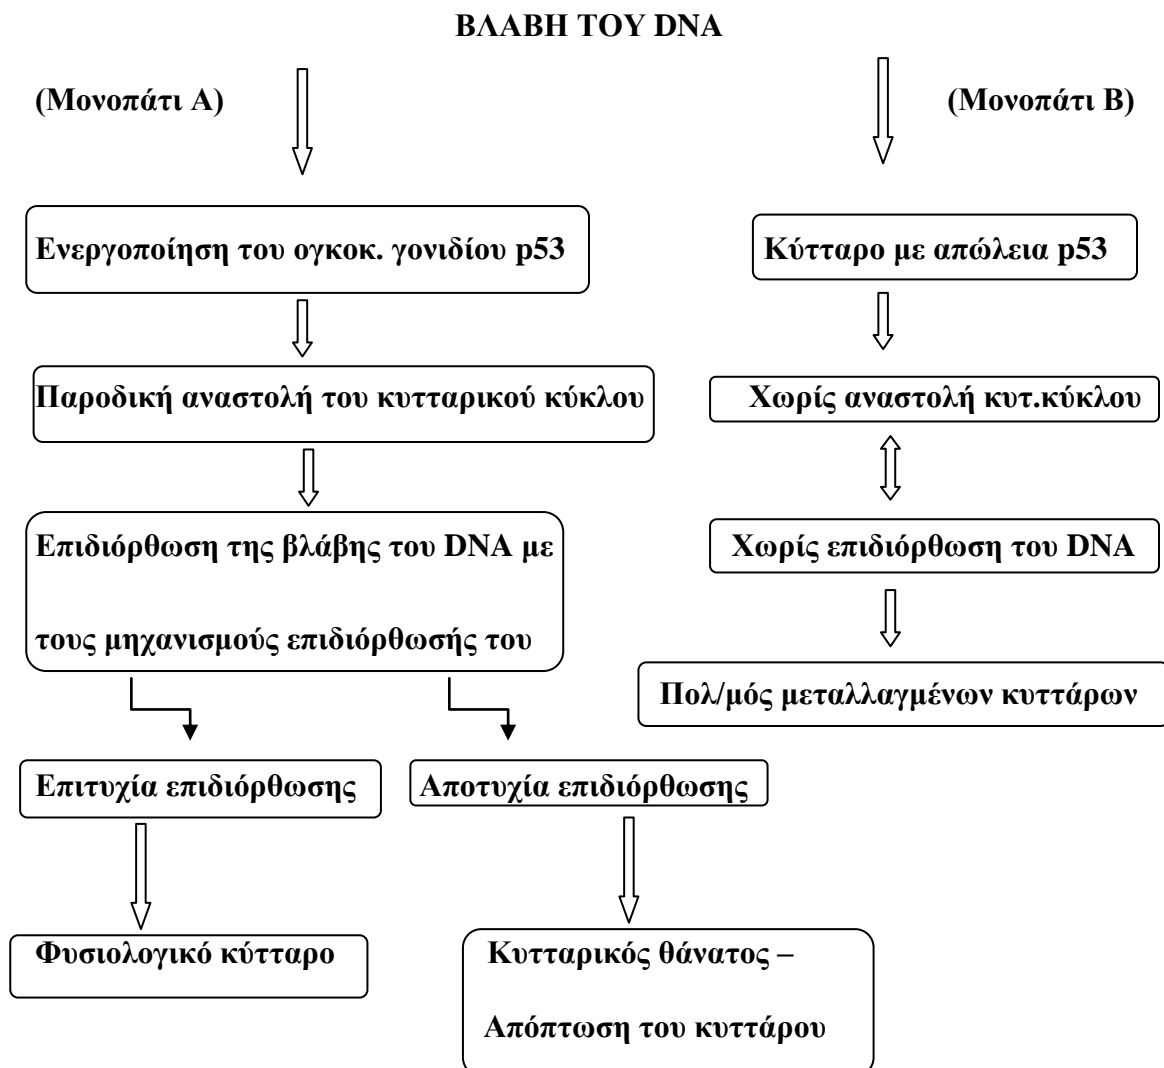 ΒΛΑΒΗ ΤΟΥ DNA
(Μονοπάτι Α)
(Μονοπάτι Β)
Ενεργοποίηση του ογκοκ. γονιδίου p53
Κύτταρο με απώλεια p53
Παροδική αναστολή του κυτταρικού κύκλου
Χωρίς αναστολή κυτ.κύκλου
Επιδιόρθωση της βλάβης του DNA με
τους μηχανισμούς επιδιόρθωσής του
Χωρίς επιδιόρθωση του DNA
Πολ/μός μεταλλαγμένων κυττάρων
Επιτυχία επιδιόρθωσης
Αποτυχία επιδιόρθωσης
Φυσιολογικό κύτταρο
Κυτταρικός θάνατος –
Απόπτωση του κυττάρου